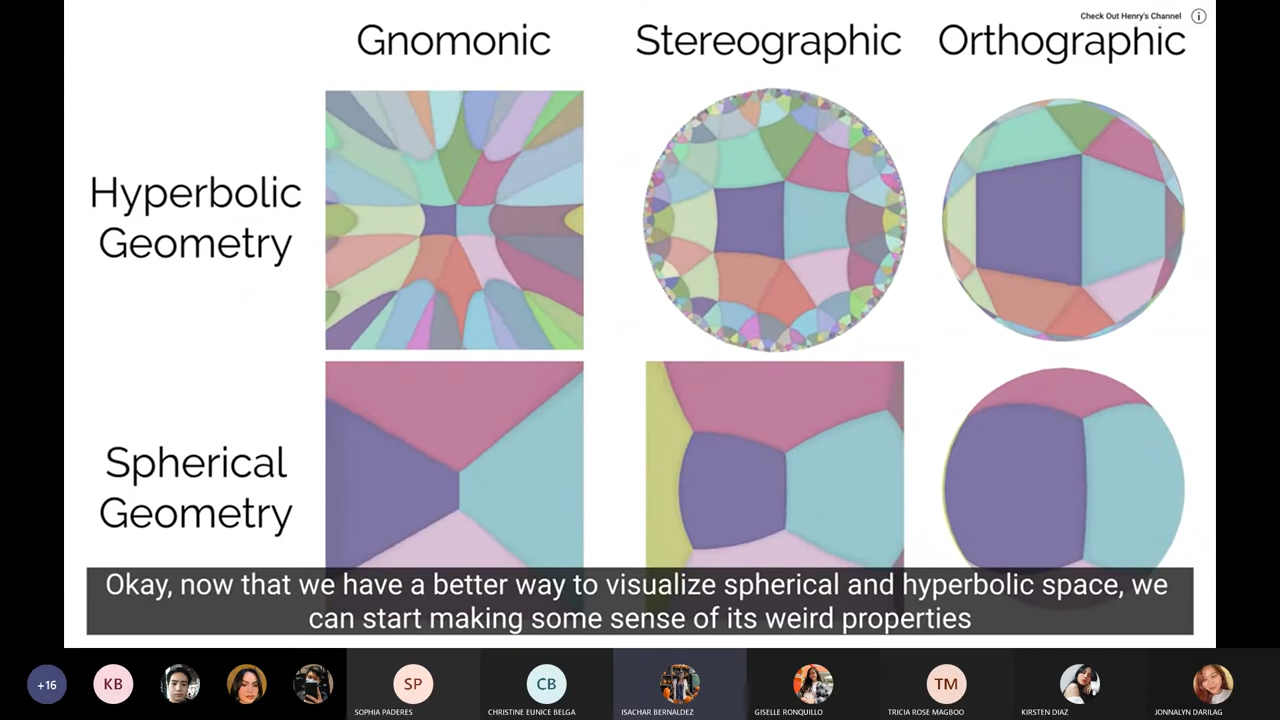 Check Out Henry's Channel
Gnomonic Stereographic Orthographic
Hyperbolic
Geometry
Spherical
Geometry
Okay, now that we have a better way to visualize spherical and hyperbolic space, we
can start making some sense of its weird properties
+16 KB SP CB TM
SOPHIA PADERES CHRISTINE EUNICE BELGA ISACHAR BERNALDEZ GISELLE RONQUILLO TRICIA ROSE MAGBOO KIRSTEN DIAZ JONNALYN DARILAG